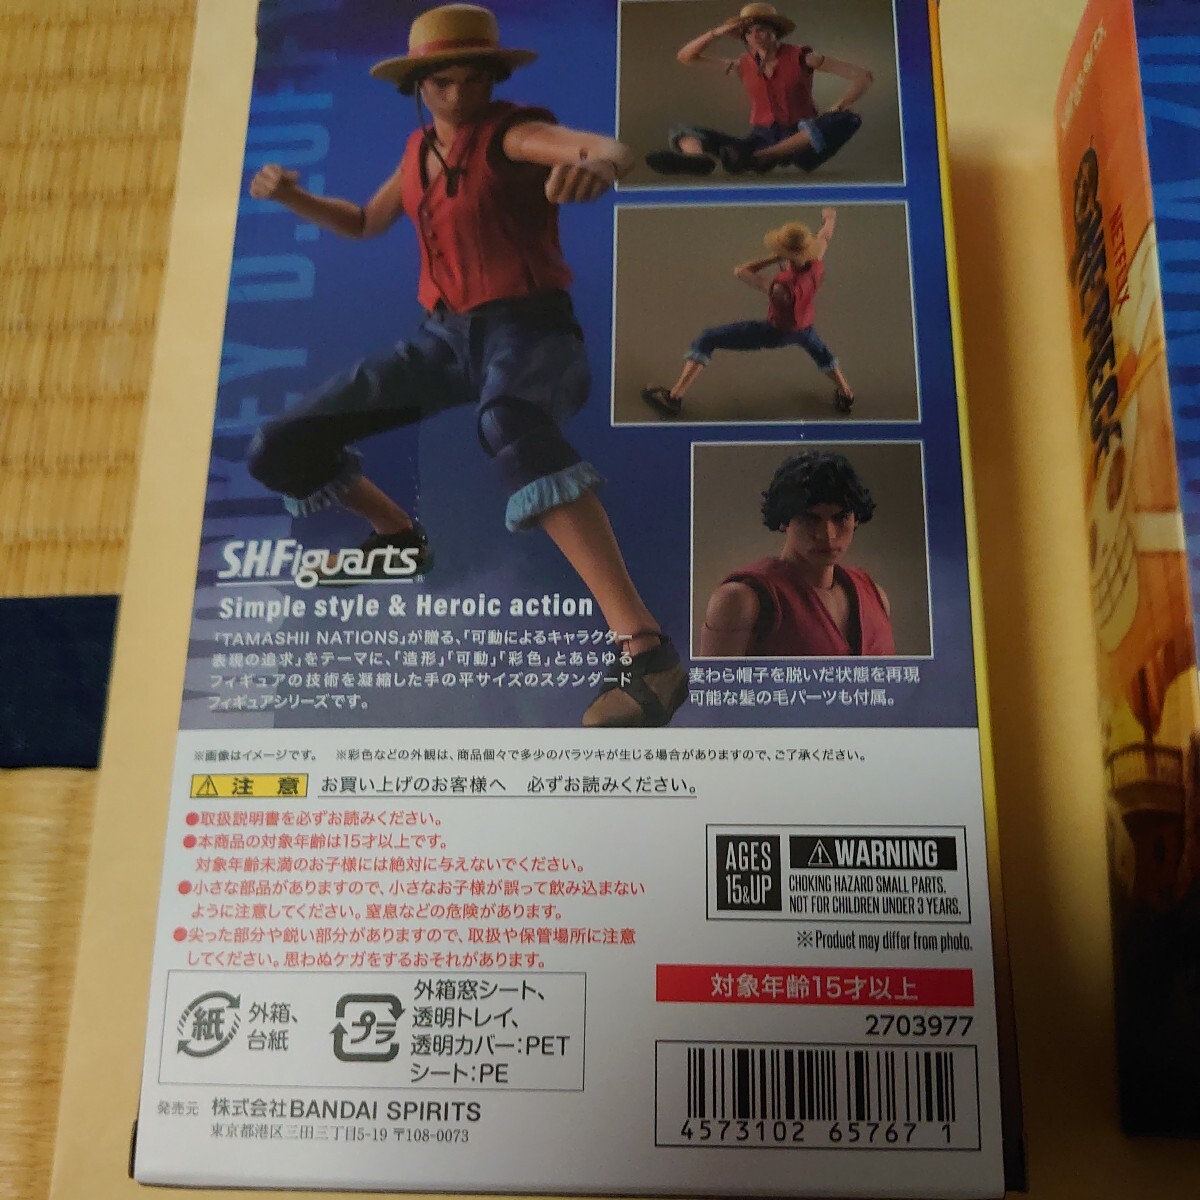 S.H.Figuarts
Simple style & Heroic action
「TAMASHII NATIONS」が贈る、「可動によるキャラクター
表現の追求」をテーマに、「造形」「可動」「彩色」とあらゆる
フィギュアの技術を凝縮した手の平サイズのスタンダード
フィギュアシリーズです。
麦わら帽子を脱いだ状態を再現
可能な髪の毛パーツも付属。
※画像はイメージです。 ※彩色などの外観は、商品個々で多少のバラツキが生じる場合がありますので、ご了承ください。
注意 お買い上げのお客様へ 必ずお読みください。
●取扱説明書を必ずお読みください。
●本商品の対象年齢は15才以上です。
対象年齢未満のお子様には絶対に与えないでください。
●小さな部品がありますので、小さなお子様が誤って飲み込まない
ように注意してください。窒息などの危険があります。
●尖った部分や鋭い部分がありますので、取扱や保管場所に注意
してください。思わぬケガをするおそれがあります。
AGES
15&UP
WARNING
CHOKING HAZARD SMALL PARTS.
NOT FOR CHILDREN UNDER 3 YEARS.
※Product may differ from photo.
対象年齢15才以上
2703977
紙
外箱、
台紙
プラ
外箱窓シート、
透明トレイ、
透明カバー:PET
シート:PE
発売元 株式会社BANDAI SPIRITS
東京都港区三田三丁目5-19 〒108-0073
4573102 65767 1
NETFLIX
ONE PIECE